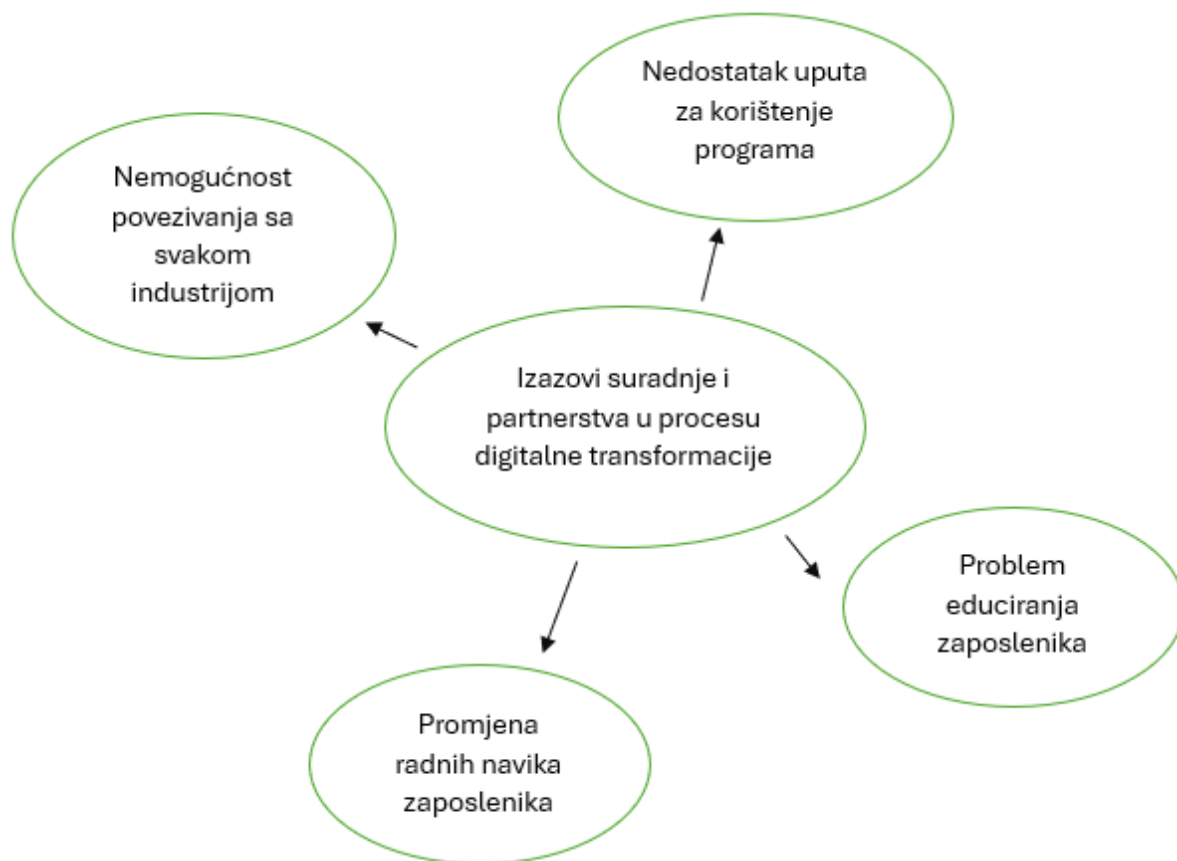 Nedostatak uputa
za korištenje
programa
Nemogućnost
povezivanja sa
svakom
industrijom
Izazovi suradnje i
partnerstva u procesu
digitalne transformacije
Problem
educiranja
zaposlenika
Promjena
radnih navika
zaposlenika